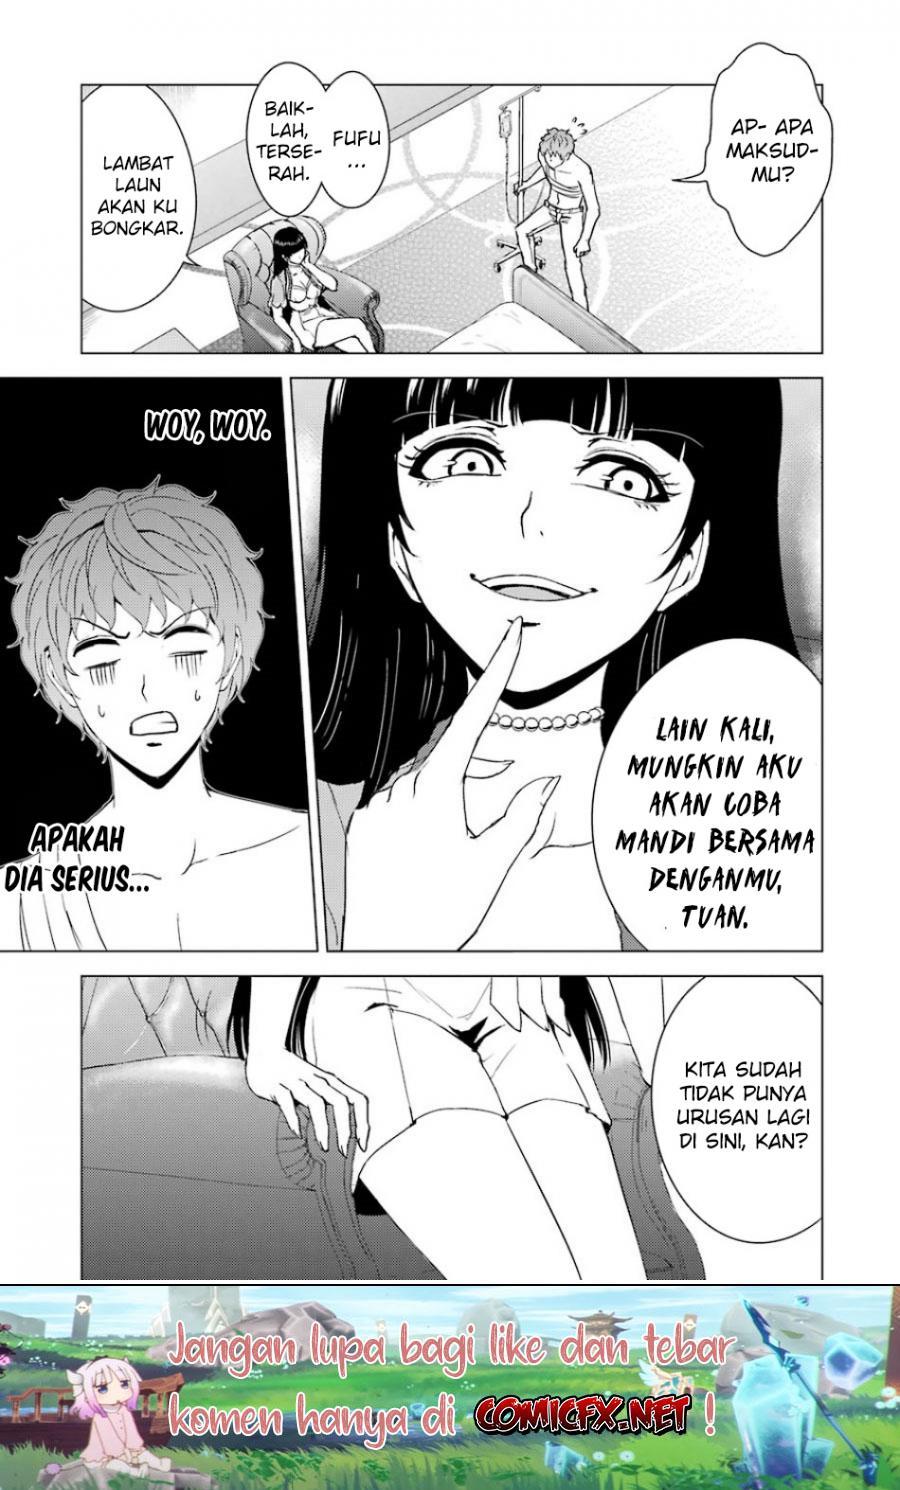 AP- APA
MAKSUD-
MU?
FUFU
...
BAIK-
LAH,
TERSE-
RAH.
LAMBAT
LAUN
AKAN KU
BONGKAR.
LAIN KALI,
MUNGKIN AKU
AKAN COBA
MANDI BERSAMA
DENGANMU,
TUAN.
WOY, WOY.
APAKAH
DIA SERIUS...
KITA SUDAH
TIDAK PUNYA
URUSAN LAGI
DI SINI, KAN?
Jangan lupa bagi like dan tebar
komen hanya di COMICFX.NET !